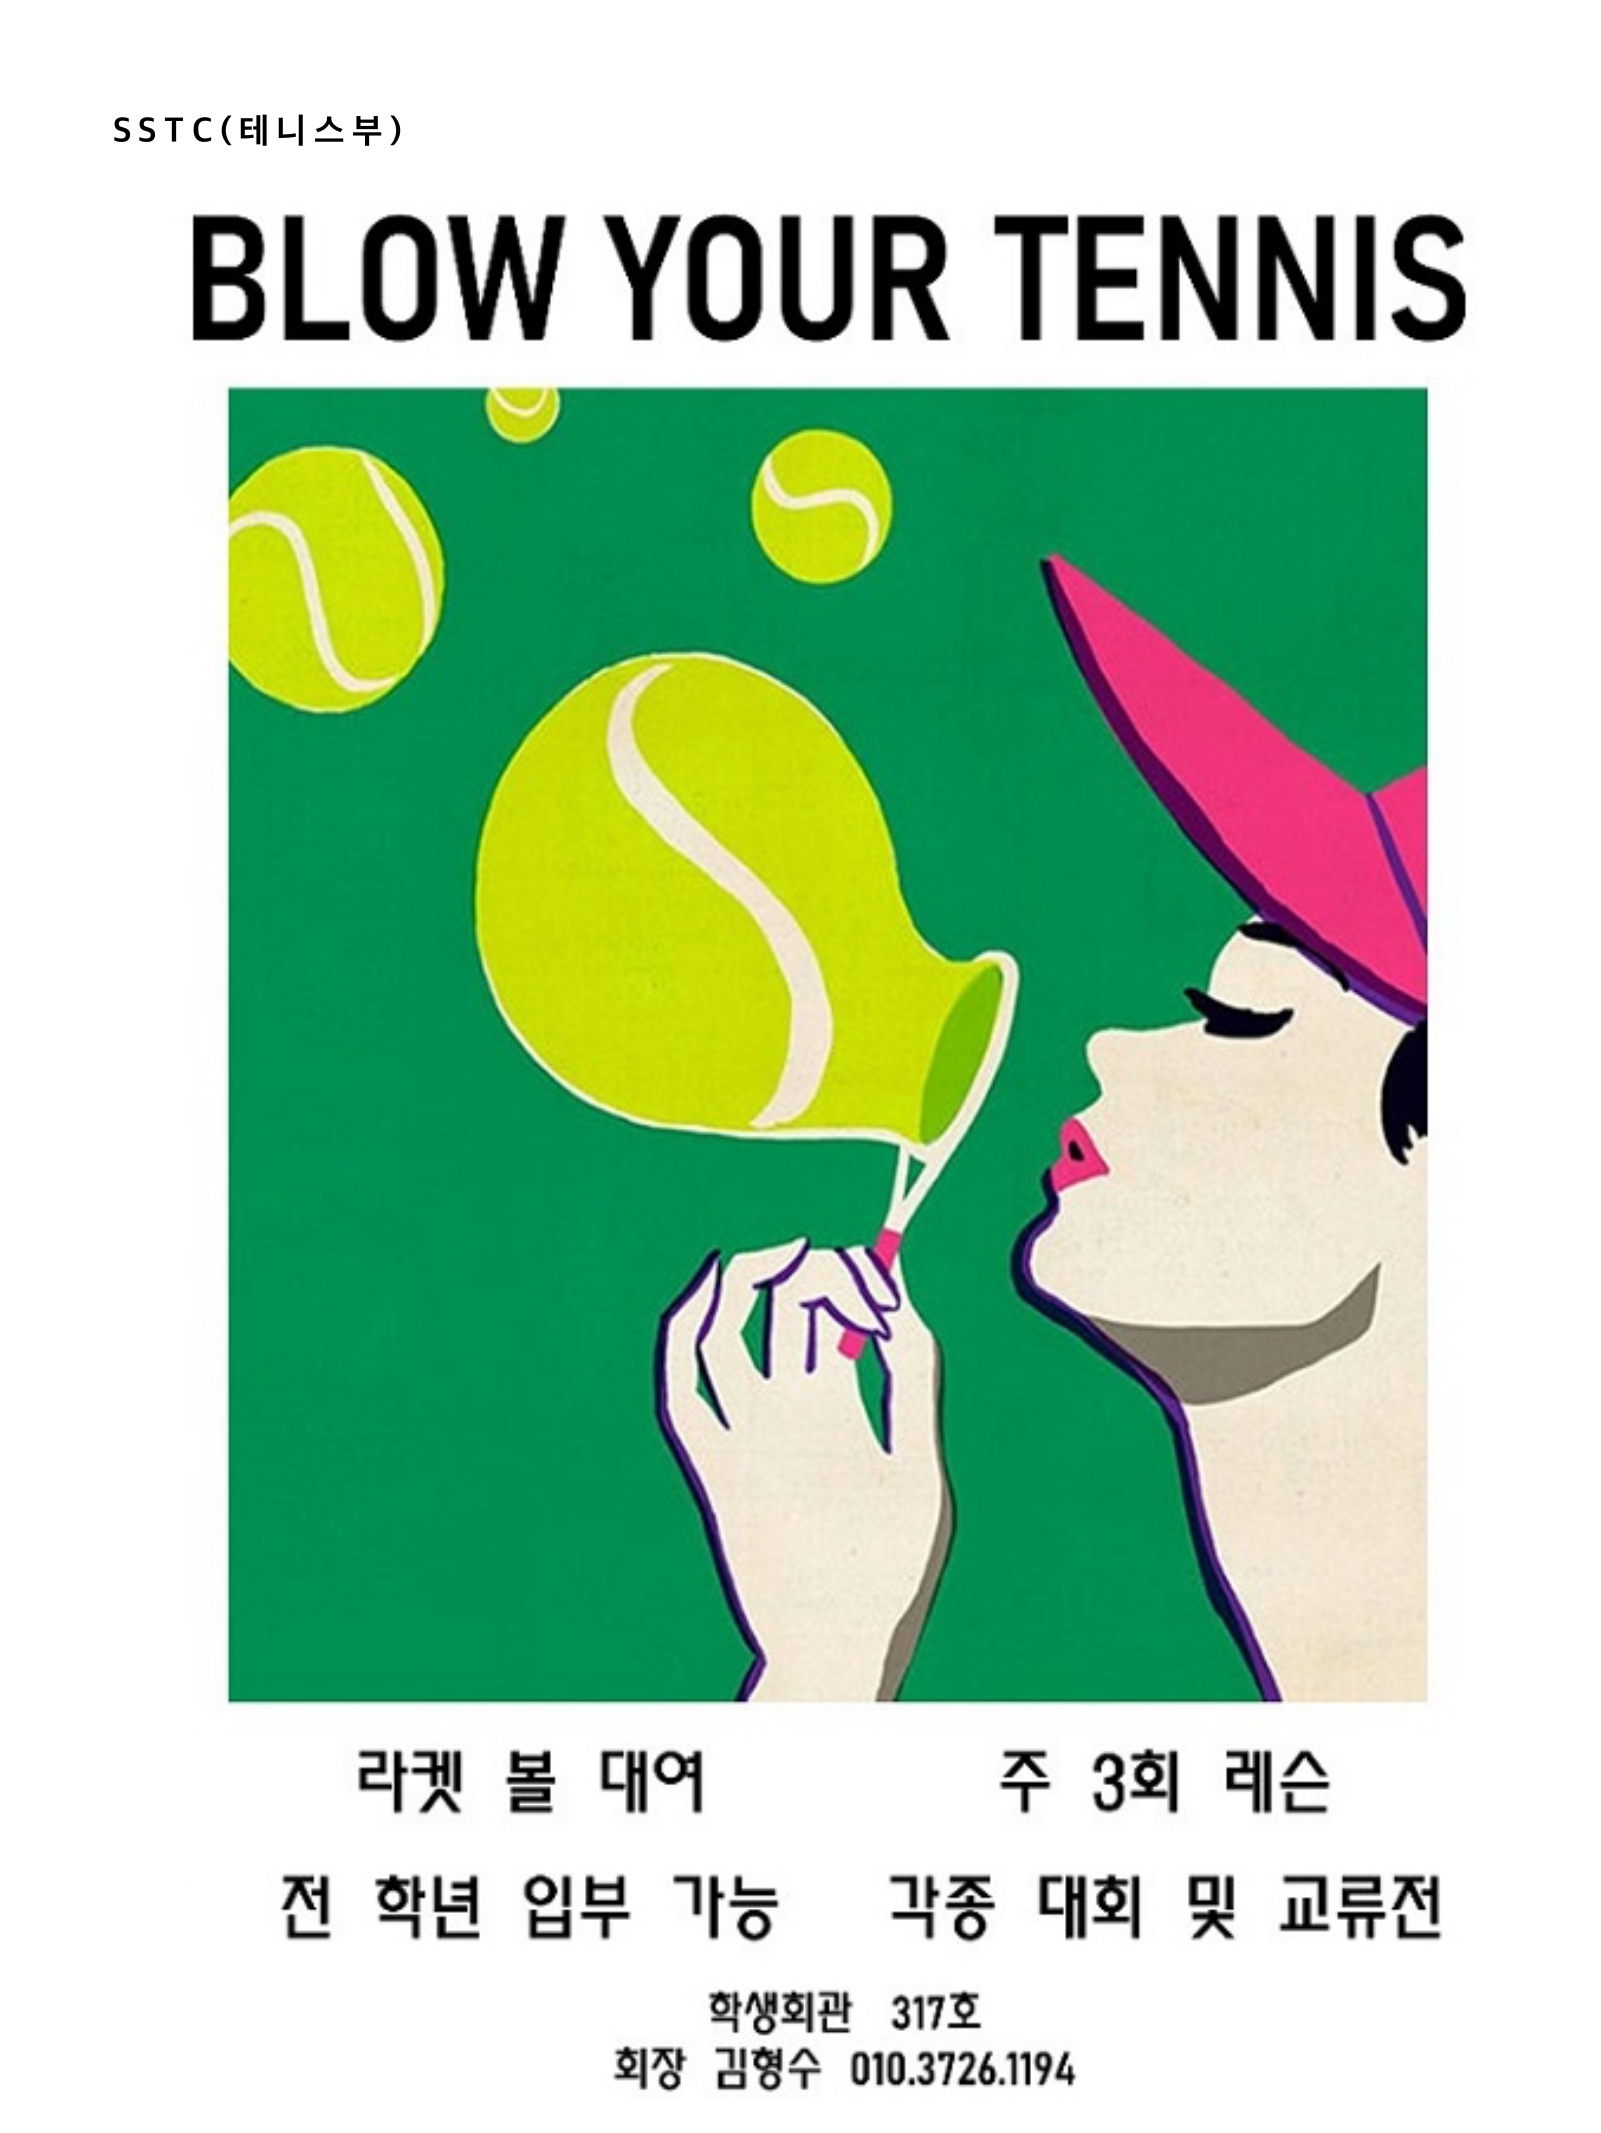 SSTC(테니스부)
BLOW YOUR TENNIS
라켓 볼 대여 주 3회 레슨
전 학년 입부 가능 각종 대회 및 교류전
학생회관 317호
회장 김형수 010.3726.1194